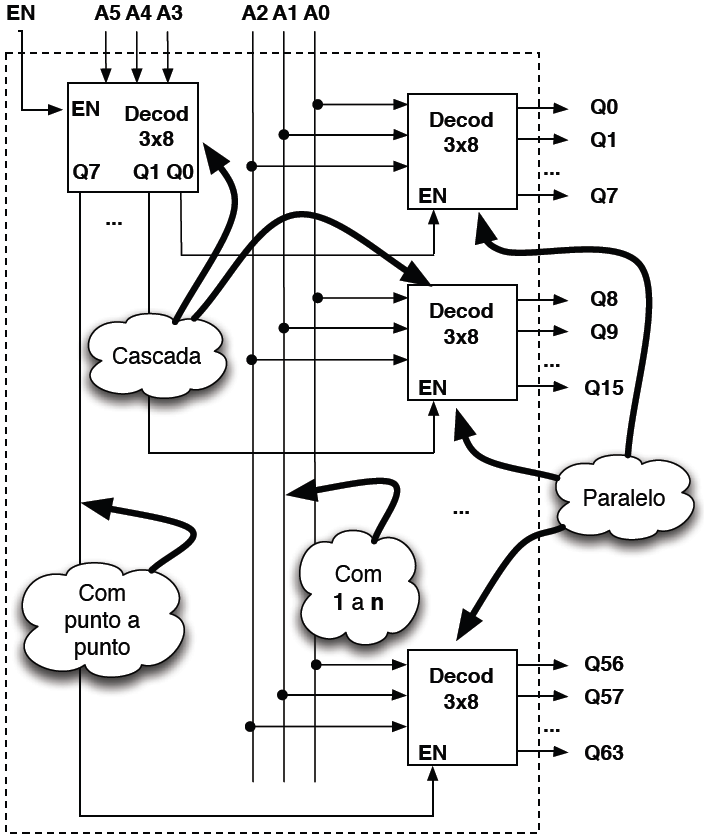 EN A5 A4 A3 A2 A1 A0
EN Decod
3x8
Q7 Q1 Q0
...
Decod
3x8
EN
Q0
Q1
...
Q7
Cascada
Decod
3x8
EN
Q8
Q9
...
Q15
Paralelo
...
Com
punto a
punto
Com
1 a n
Decod
3x8
EN
Q56
Q57
...
Q63